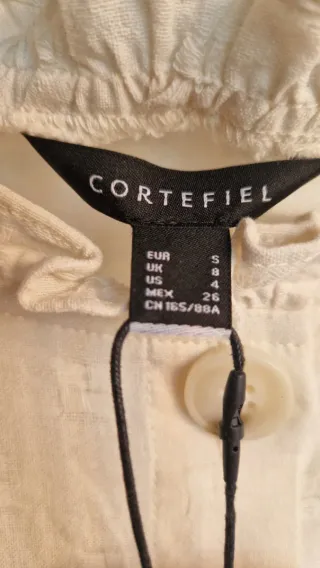 CORTEFIEL
EUR S
UK 8
US 4
MEX 26
CN 165/88A